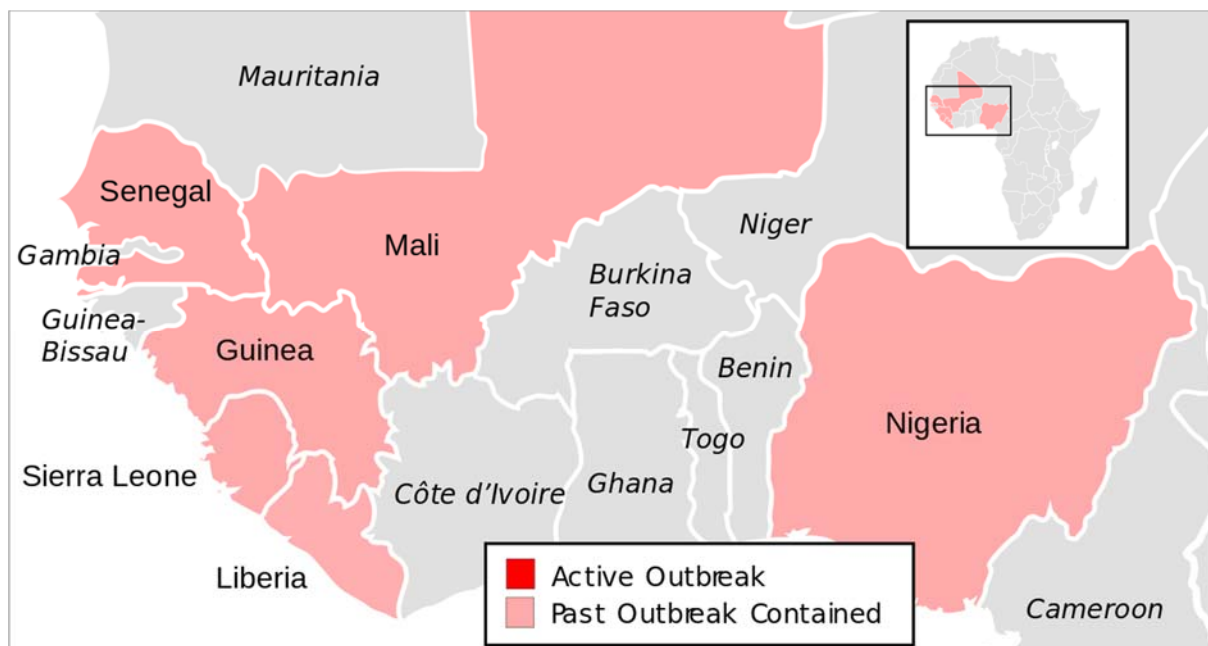 Mauritania
Senegal
Mali
Niger
Gambia
Burkina
Faso
Guinea-
Bissau
Guinea
Benin
Nigeria
Togo
Sierra Leone
Côte d’Ivoire
Ghana
Liberia
Active Outbreak
Past Outbreak Contained
Cameroon